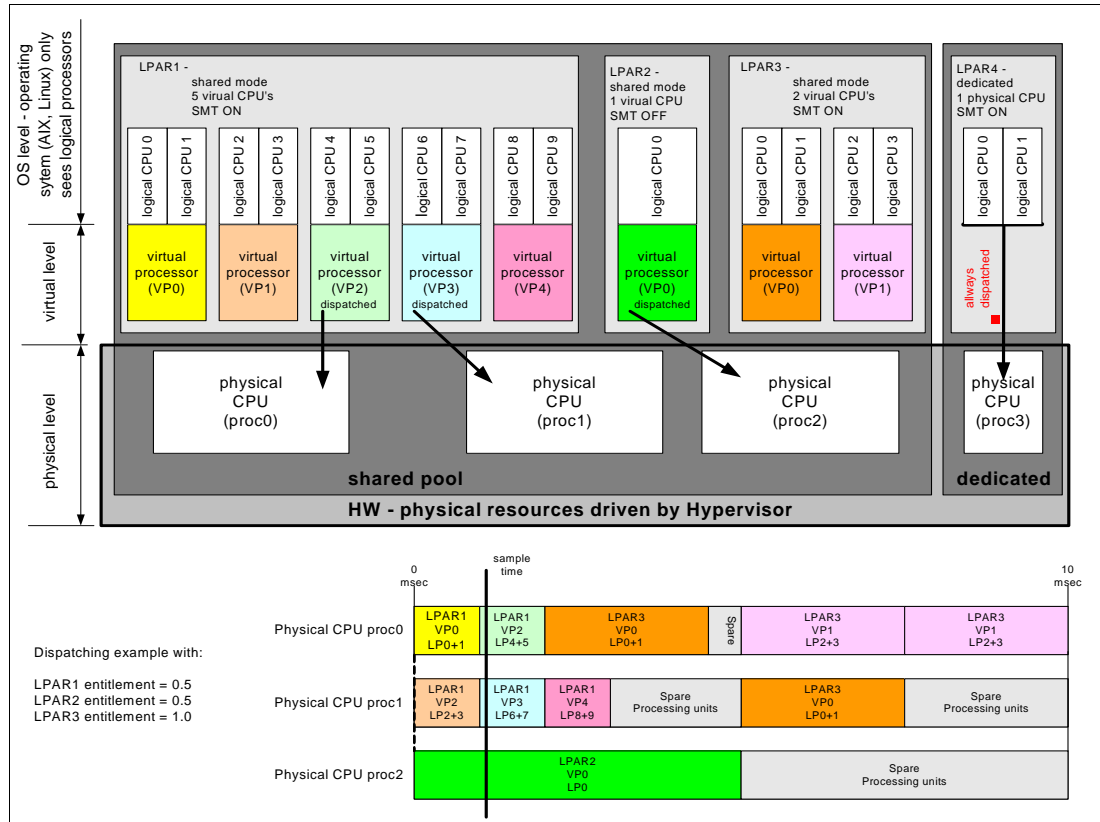 OS level - operating
sytem (AIX, Linux) only
sees logical processors
virtual level
physical level
LPAR1 -
shared mode
5 virual CPU's
SMT ON
logical CPU 0
logical CPU 1
logical CPU 2
logical CPU 3
logical CPU 4
logical CPU 5
logical CPU 6
logical CPU 7
logical CPU 8
logical CPU 9
virtual
processor
(VP0)
virtual
processor
(VP1)
virtual
processor
(VP2)
dispatched
virtual
processor
(VP3)
dispatched
virtual
processor
(VP4)
LPAR2 -
shared mode
1 virual CPU
SMT OFF
logical CPU 0
virtual
processor
(VP0)
dispatched
LPAR3 -
shared mode
2 virual CPU's
SMT ON
logical CPU 0
logical CPU 1
logical CPU 2
logical CPU 3
virtual
processor
(VP0)
virtual
processor
(VP1)
LPAR4 -
dedicated
1 physical CPU
SMT ON
logical CPU 0
logical CPU 1
allways
dispatched
physical
CPU
(proc0)
physical
CPU
(proc1)
physical
CPU
(proc2)
physical
CPU
(proc3)
shared pool
dedicated
HW - physical resources driven by Hypervisor
0
msec
sample
time
10
msec
Dispatching example with:
LPAR1 entitlement = 0.5
LPAR2 entitlement = 0.5
LPAR3 entitlement = 1.0
Physical CPU proc0
LPAR1
VP0
LP0+1
LPAR1
VP2
LP4+5
LPAR3
VP0
LP0+1
Spare
LPAR3
VP1
LP2+3
LPAR3
VP1
LP2+3
Physical CPU proc1
LPAR1
VP2
LP2+3
LPAR1
VP3
LP6+7
LPAR1
VP4
LP8+9
Spare
Processing units
LPAR3
VP0
LP0+1
Spare
Processing units
Physical CPU proc2
LPAR2
VP0
LP0
Spare
Processing units